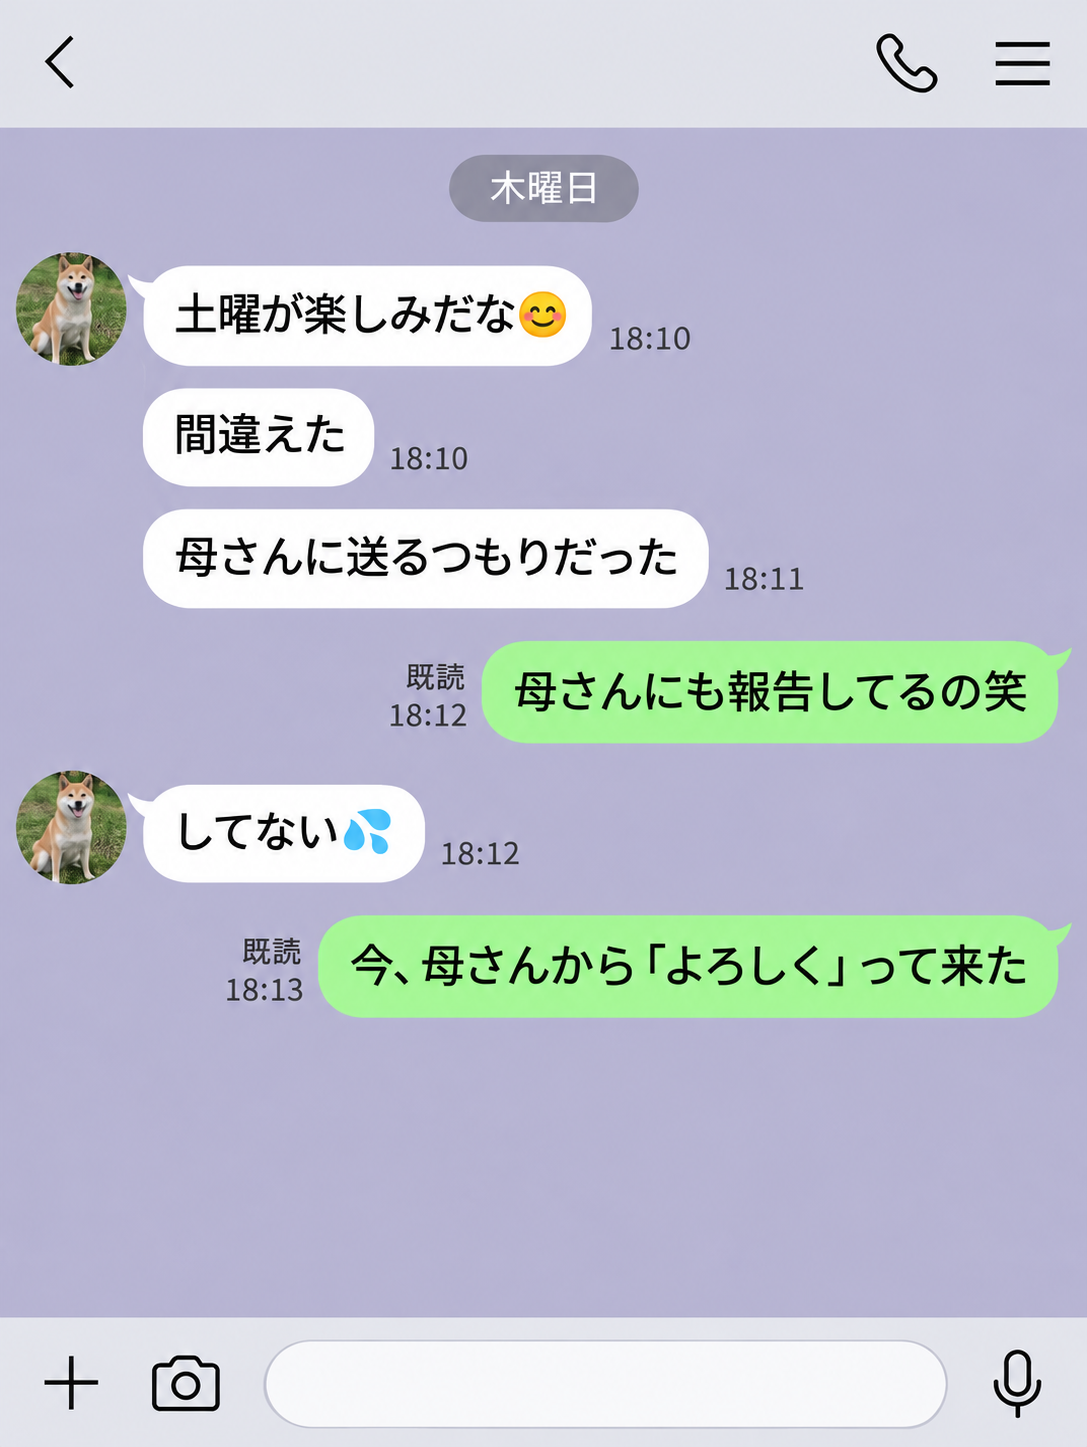 木曜日
土曜が楽しみだな😊
18:10
間違えた
18:10
母さんに送るつもりだった
18:11
既読
18:12
母さんにも報告してるの笑
してない💦
18:12
既読
18:13
今、母さんから「よろしく」って来た